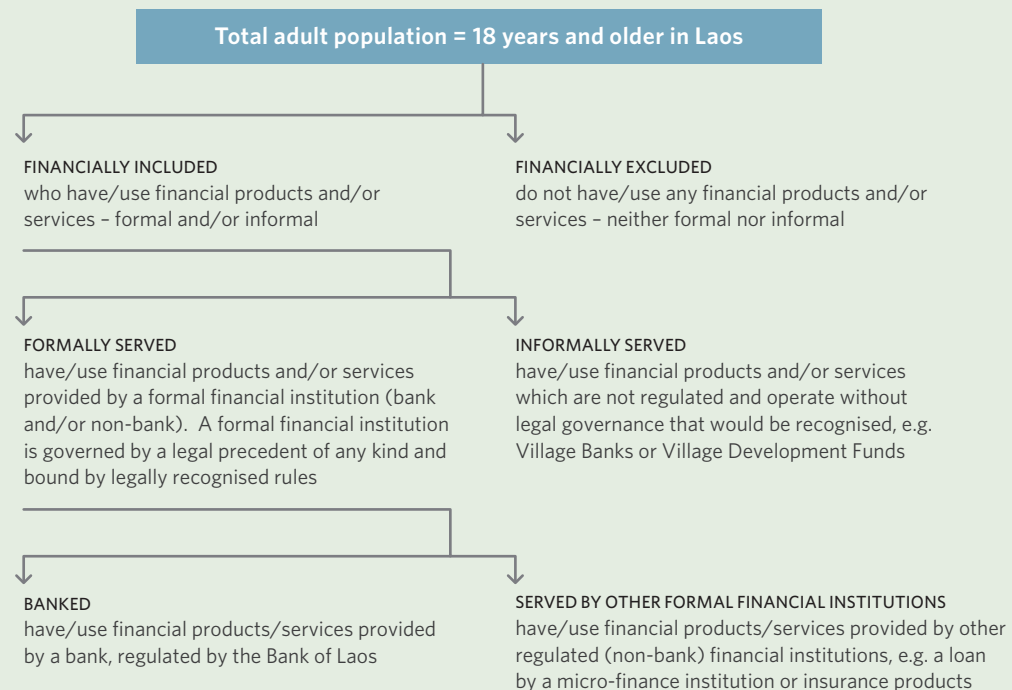 Total adult population = 18 years and older in Laos
FINANCIALLY INCLUDED
who have/use financial products and/or
services – formal and/or informal
FINANCIALLY EXCLUDED
do not have/use any financial products and/or
services – neither formal nor informal
FORMALLY SERVED
have/use financial products and/or services
provided by a formal financial institution (bank
and/or non-bank).  A formal financial institution
is governed by a legal precedent of any kind and
bound by legally recognised rules
INFORMALLY SERVED
have/use financial products and/or services
which are not regulated and operate without
legal governance that would be recognised, e.g.
Village Banks or Village Development Funds
BANKED
have/use financial products/services provided
by a bank, regulated by the Bank of Laos
SERVED BY OTHER FORMAL FINANCIAL INSTITUTIONS
have/use financial products/services provided by other
regulated (non-bank) financial institutions, e.g. a loan
by a micro-finance institution or insurance products